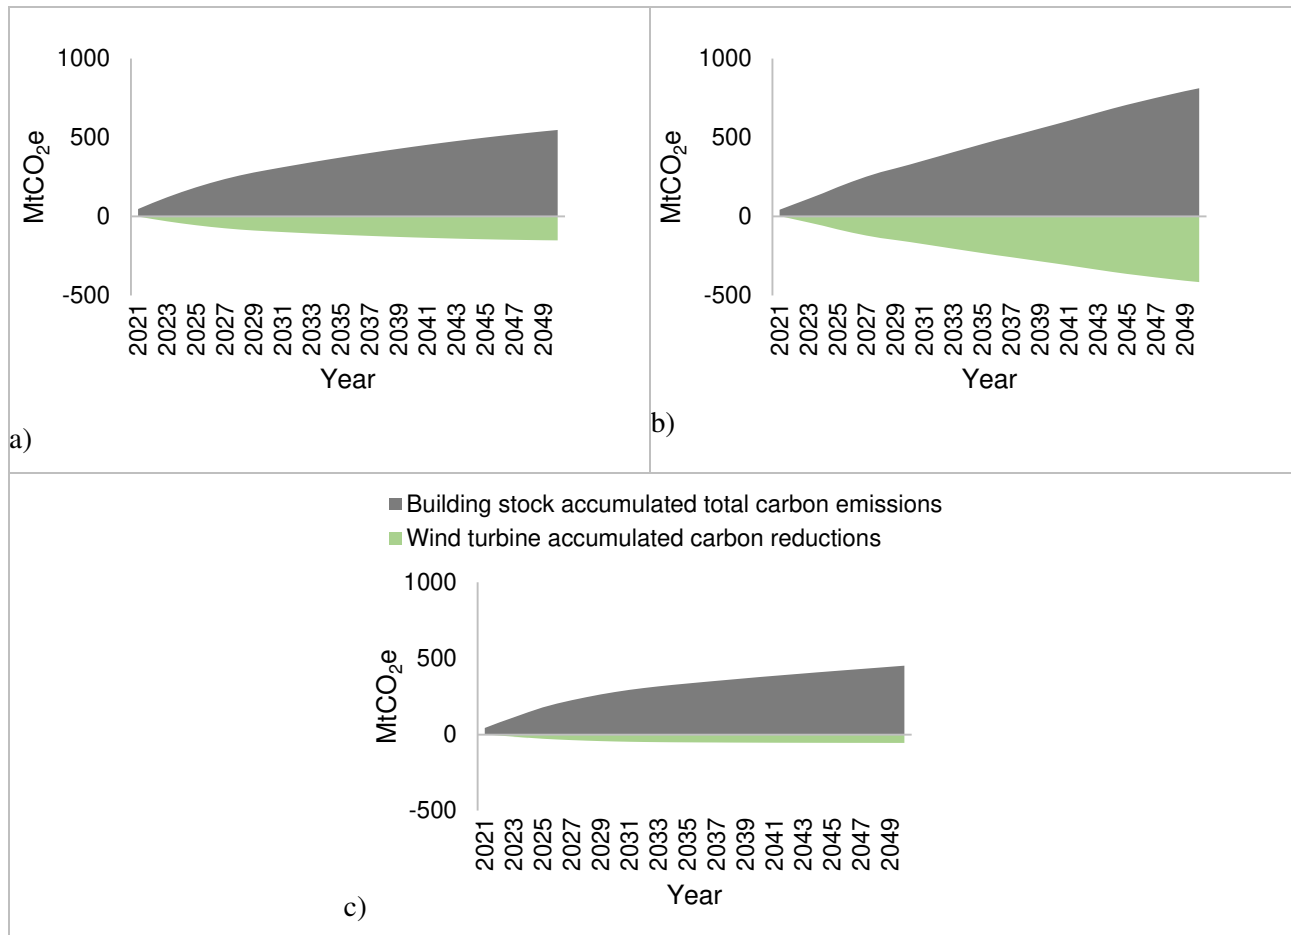 1000
500
0
-500
MtCO2e
2021 2023 2025 2027 2029 2031 2033 2035 2037 2039 2041 2043 2045 2047 2049
Year
a)
1000
500
0
-500
MtCO2e
2021 2023 2025 2027 2029 2031 2033 2035 2037 2039 2041 2043 2045 2047 2049
Year
b)
Building stock accumulated total carbon emissions
Wind turbine accumulated carbon reductions
1000
500
0
-500
MtCO2e
2021 2023 2025 2027 2029 2031 2033 2035 2037 2039 2041 2043 2045 2047 2049
Year
c)